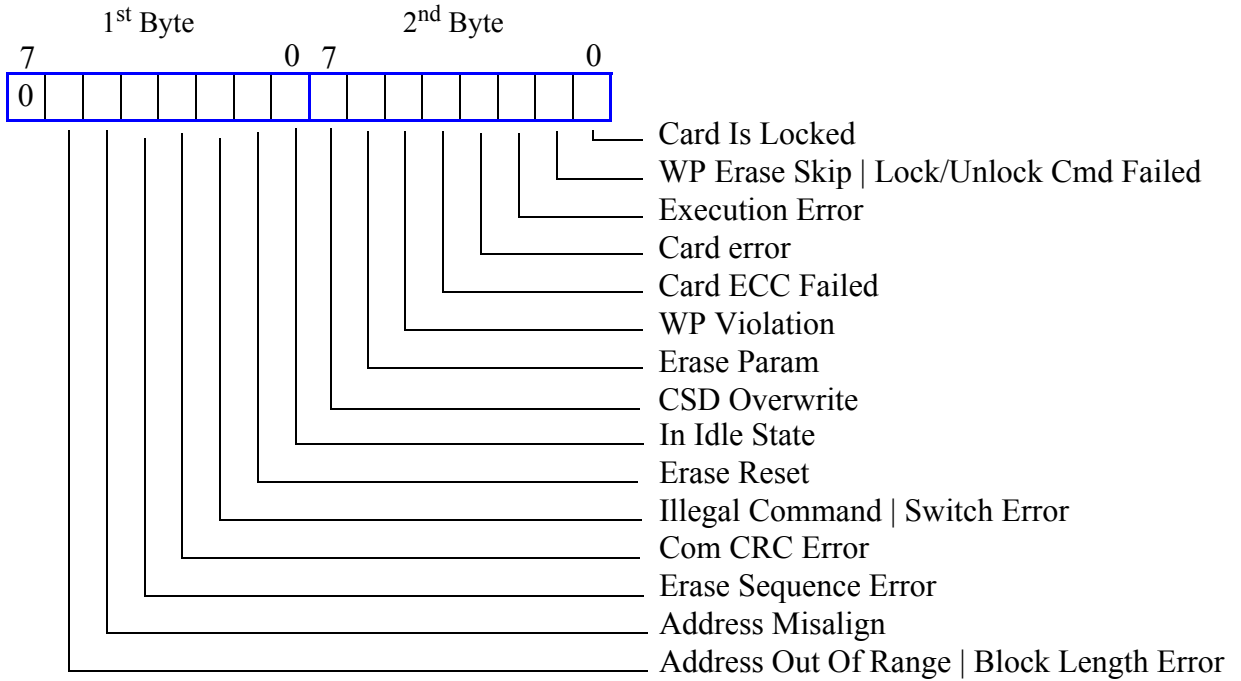 1st Byte 2nd Byte
7 0 7 0
0
Card Is Locked
WP Erase Skip | Lock/Unlock Cmd Failed
Execution Error
Card error
Card ECC Failed
WP Violation
Erase Param
CSD Overwrite
In Idle State
Erase Reset
Illegal Command | Switch Error
Com CRC Error
Erase Sequence Error
Address Misalign
Address Out Of Range | Block Length Error